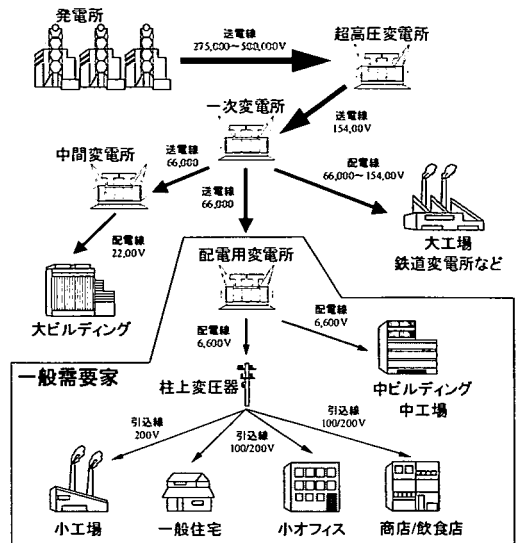 発電所
送電線
275,000~500,000V
超高圧変電所
一次変電所
送電線
154,00V
中間変電所
送電線
66,000
送電線
66,000
配電線
66,000~154,00V
大工場
鉄道変電所など
配電線
22,00V
大ビルディング
配電用変電所
配電線
6,600V
配電線
6,600V
一般需要家
柱上変圧器
中ビルディング
中工場
引込線
200V
引込線
100/200V
引込線
100/200V
引込線
100/200V
小工場
一般住宅
小オフィス
商店/飲食店